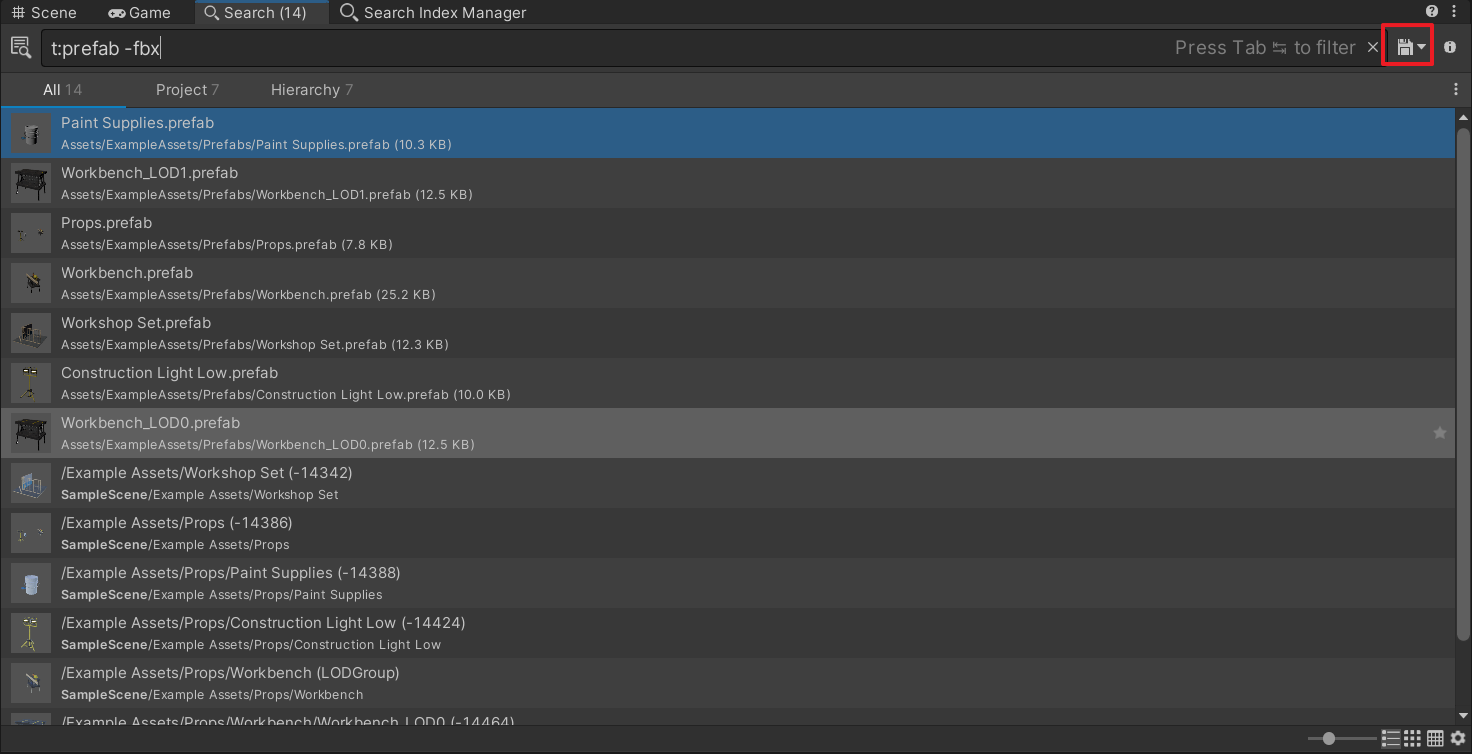 Scene Game Search (14) Search Index Manager
t:prefab -fbx Press Tab to filter
All 14 Project 7 Hierarchy 7
Paint Supplies.prefab
Assets/ExampleAssets/Prefabs/Paint Supplies.prefab (10.3 KB)
Workbench_LOD1.prefab
Assets/ExampleAssets/Prefabs/Workbench_LOD1.prefab (12.5 KB)
Props.prefab
Assets/ExampleAssets/Prefabs/Props.prefab (7.8 KB)
Workbench.prefab
Assets/ExampleAssets/Prefabs/Workbench.prefab (25.2 KB)
Workshop Set.prefab
Assets/ExampleAssets/Prefabs/Workshop Set.prefab (12.3 KB)
Construction Light Low.prefab
Assets/ExampleAssets/Prefabs/Construction Light Low.prefab (10.0 KB)
Workbench_LOD0.prefab
Assets/ExampleAssets/Prefabs/Workbench_LOD0.prefab (12.5 KB)
/Example Assets/Workshop Set (-14342)
SampleScene/Example Assets/Workshop Set
/Example Assets/Props (-14386)
SampleScene/Example Assets/Props
/Example Assets/Props/Paint Supplies (-14388)
SampleScene/Example Assets/Props/Paint Supplies
/Example Assets/Props/Construction Light Low (-14424)
SampleScene/Example Assets/Props/Construction Light Low
/Example Assets/Props/Workbench (LODGroup)
SampleScene/Example Assets/Props/Workbench
/Example Assets/Props/Workbench/Workbench_LOD0 (-14464)